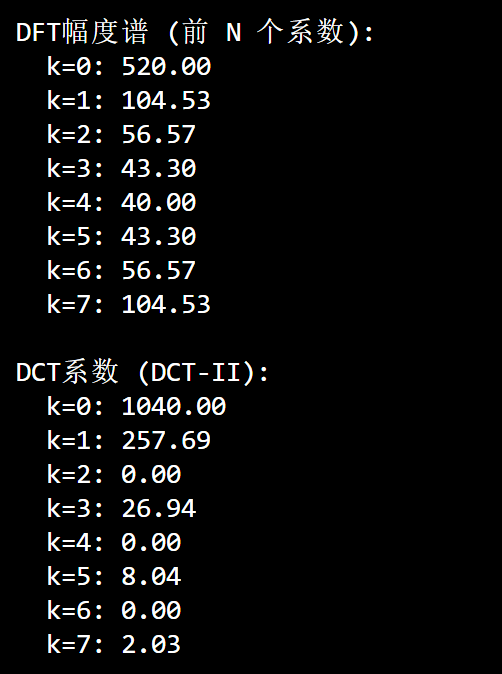 DFT幅度谱 (前 N 个系数):
k=0: 520.00
k=1: 104.53
k=2: 56.57
k=3: 43.30
k=4: 40.00
k=5: 43.30
k=6: 56.57
k=7: 104.53
DCT系数 (DCT-II):
k=0: 1040.00
k=1: 257.69
k=2: 0.00
k=3: 26.94
k=4: 0.00
k=5: 8.04
k=6: 0.00
k=7: 2.03